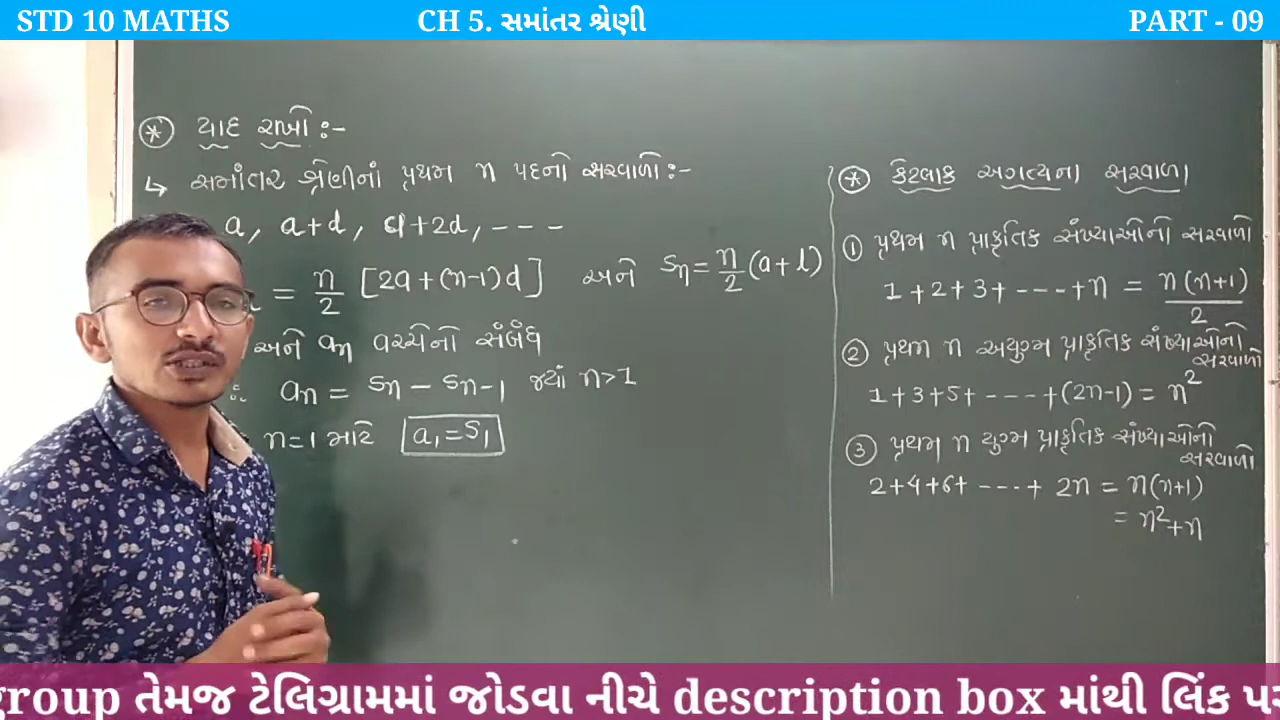 STD 10 MATHS
CH 5. સમાંતર શ્રેણી
PART - 09
* યાદ રાખો :-
↳ સમાંતર શ્રેણીનાં પ્રથમ n પદનો સરવાળો :-
a, a+d, a+2d, ---
= n/2 [2a+(n-1)d] અને Sn = n/2 (a+l)
અને an વચ્ચેનો સંબંધ
∴ an = Sn - Sn-1 જ્યાં n>1
n=1 માટે a₁=S₁
* કેટલાક અગત્યના સરવાળા
① પ્રથમ n પ્રાકૃતિક સંખ્યાઓનો સરવાળો
1+2+3+----+n = n(n+1)/2
② પ્રથમ n અયુગ્મ પ્રાકૃતિક સંખ્યાઓનો
સરવાળો
1+3+5+----+(2n-1) = n²
③ પ્રથમ n યુગ્મ પ્રાકૃતિક સંખ્યાઓનો
સરવાળો
2+4+6+----+ 2n = n(n+1)
= n²+n
group તેમજ ટેલિગ્રામમાં જોડવા નીચે description box માંથી લિંક